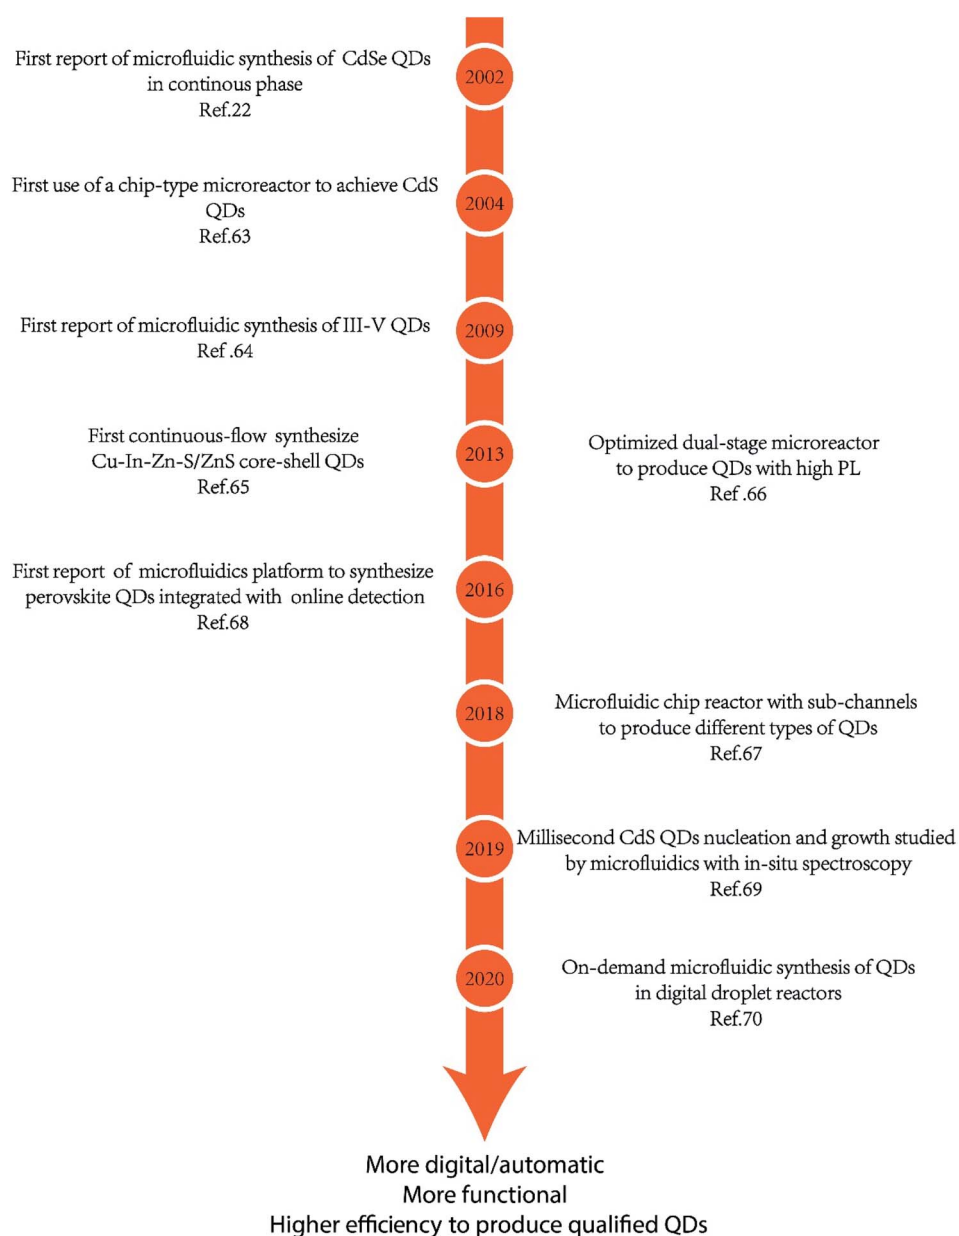 First report of microfluidic synthesis of CdSe QDs
in continous phase
Ref.22
2002
First use of a chip-type microreactor to achieve CdS
QDs
Ref.63
2004
First report of microfluidic synthesis of III-V QDs
Ref .64
2009
First continuous-flow synthesize
Cu-In-Zn-S/ZnS core-shell QDs
Ref.65
2013
Optimized dual-stage microreactor
to produce QDs with high PL
Ref .66
First report of microfluidics platform to synthesize
perovskite QDs integrated with online detection
Ref.68
2016
2018
Microfluidic chip reactor with sub-channels
to produce different types of QDs
Ref.67
2019
Millisecond CdS QDs nucleation and growth studied
by microfluidics with in-situ spectroscopy
Ref.69
2020
On-demand microfluidic synthesis of QDs
in digital droplet reactors
Ref.70
More digital/automatic
More functional
Higher efficiency to produce qualified QDs